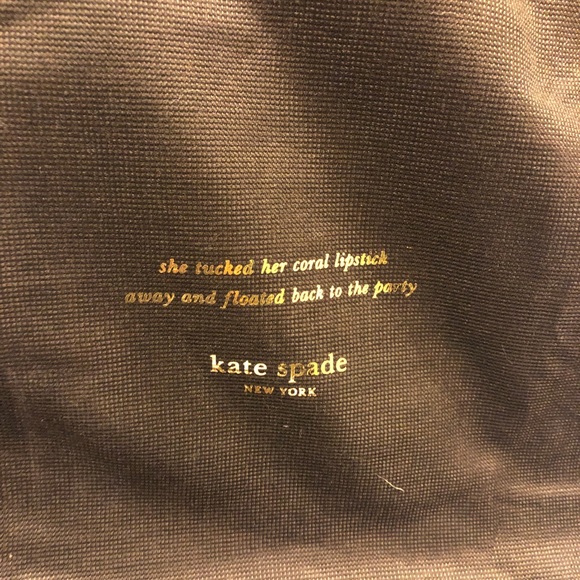 she tucked her coral lipstick
away and floated back to the party
kate spade
NEW YORK